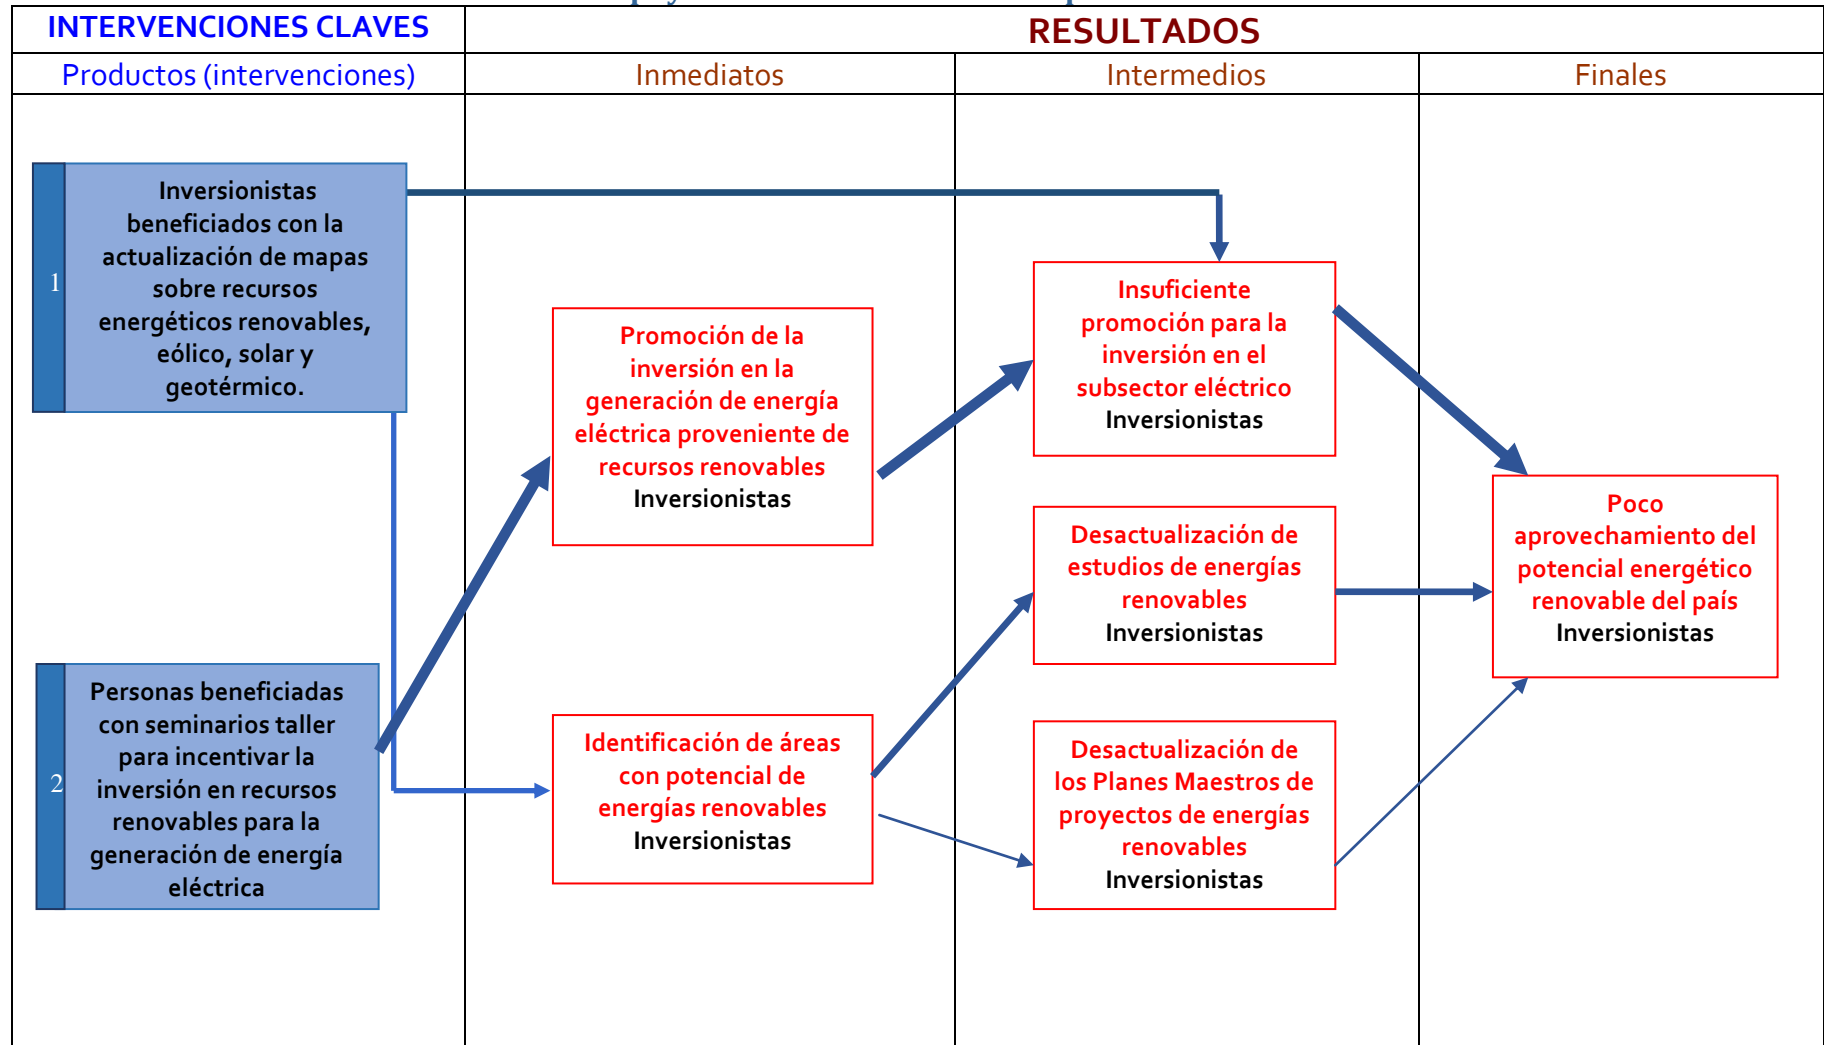 INTERVENCIONES CLAVES
RESULTADOS
Productos (intervenciones)
Inmediatos
Intermedios
Finales
1
Inversionistas
beneficiados con la
actualización de mapas
sobre recursos
energéticos renovables,
eólico, solar y
geotérmico.
2
Personas beneficiadas
con seminarios taller
para incentivar la
inversión en recursos
renovables para la
generación de energía
eléctrica
Promoción de la
inversión en la
generación de energía
eléctrica proveniente de
recursos renovables
Inversionistas
Identificación de áreas
con potencial de
energías renovables
Inversionistas
Insuficiente
promoción para la
inversión en el
subsector eléctrico
Inversionistas
Desactualización de
estudios de energías
renovables
Inversionistas
Desactualización de
los Planes Maestros de
proyectos de energías
renovables
Inversionistas
Poco
aprovechamiento del
potencial energético
renovable del país
Inversionistas